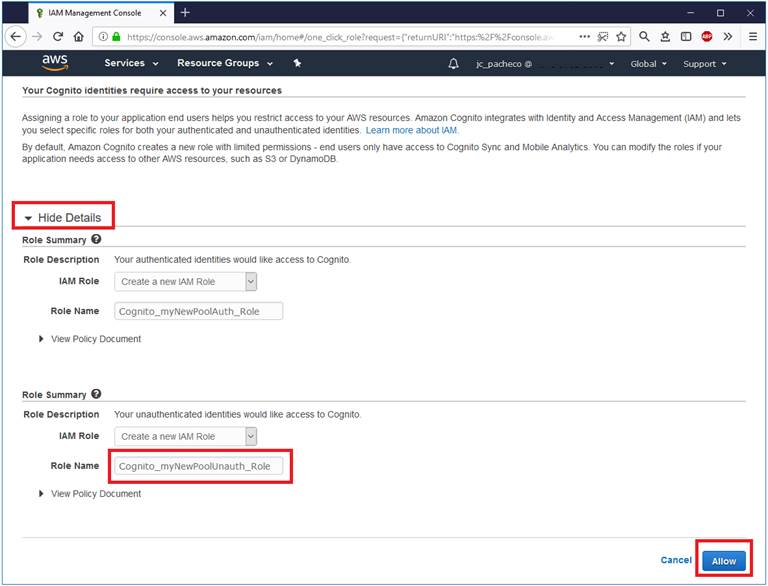 IAM Management Console
https://console.aws.amazon.com/iam/home#/one_click_role?request={"returnURI":"https:%2F%2Fconsole.aw
aws Services Resource Groups jc_pacheco @ Global Support
Your Cognito identities require access to your resources
Assigning a role to your application end users helps you restrict access to your AWS resources. Amazon Cognito integrates with Identity and Access Management (IAM) and lets
you select specific roles for both your authenticated and unauthenticated identities. Learn more about IAM.
By default, Amazon Cognito creates a new role with limited permissions - end users only have access to Cognito Sync and Mobile Analytics. You can modify the roles if your
application needs access to other AWS resources, such as S3 or DynamoDB.
Hide Details
Role Summary ?
Role Description Your authenticated identities would like access to Cognito.
IAM Role Create a new IAM Role
Role Name Cognito_myNewPoolAuth_Role
View Policy Document
Role Summary ?
Role Description Your unauthenticated identities would like access to Cognito.
IAM Role Create a new IAM Role
Role Name Cognito_myNewPoolUnauth_Role
View Policy Document
Cancel Allow